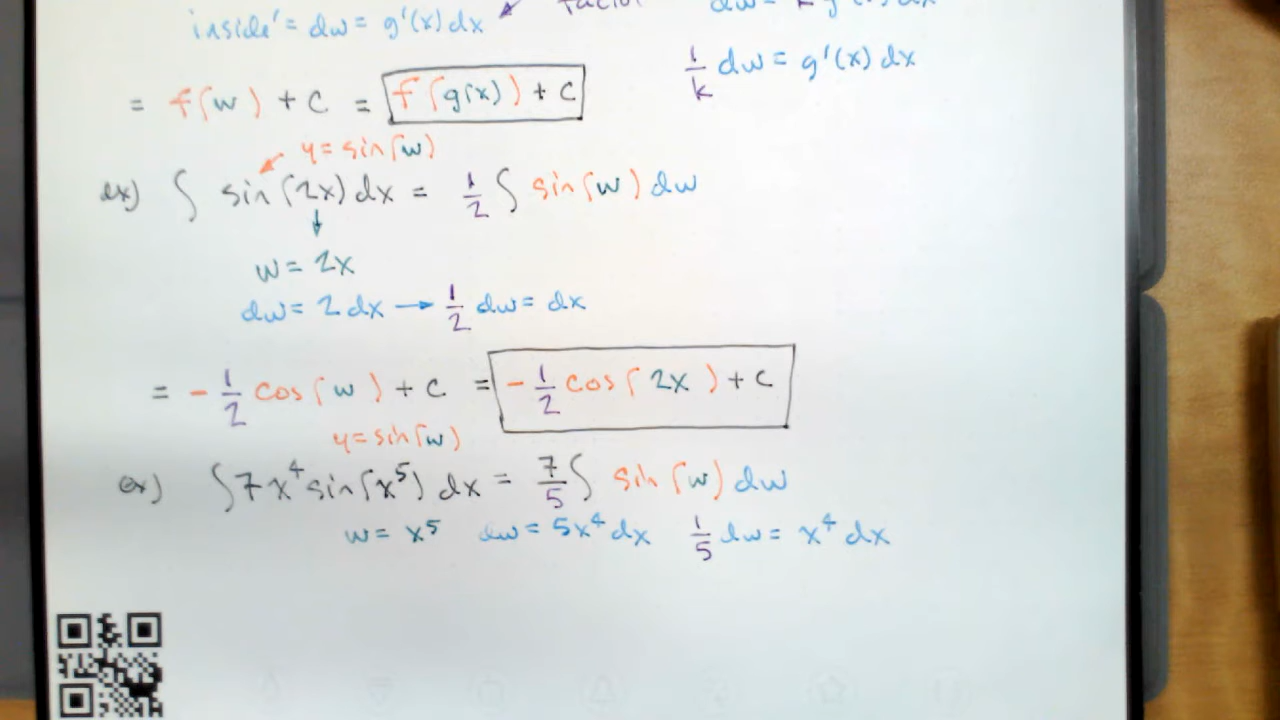 inside' = dw = g'(x) dx
1/k dw = g'(x) dx
= f(w) + C = f(g(x)) + C
y = sin(w)
ex) ∫ sin(2x) dx = 1/2 ∫ sin(w) dw
w = 2x
dw = 2 dx → 1/2 dw = dx
= -1/2 cos(w) + C = -1/2 cos(2x) + C
y = sin(w)
ex) ∫ 7x⁴ sin(x⁵) dx = 7/5 ∫ sin(w) dw
w = x⁵ dw = 5x⁴ dx 1/5 dw = x⁴ dx